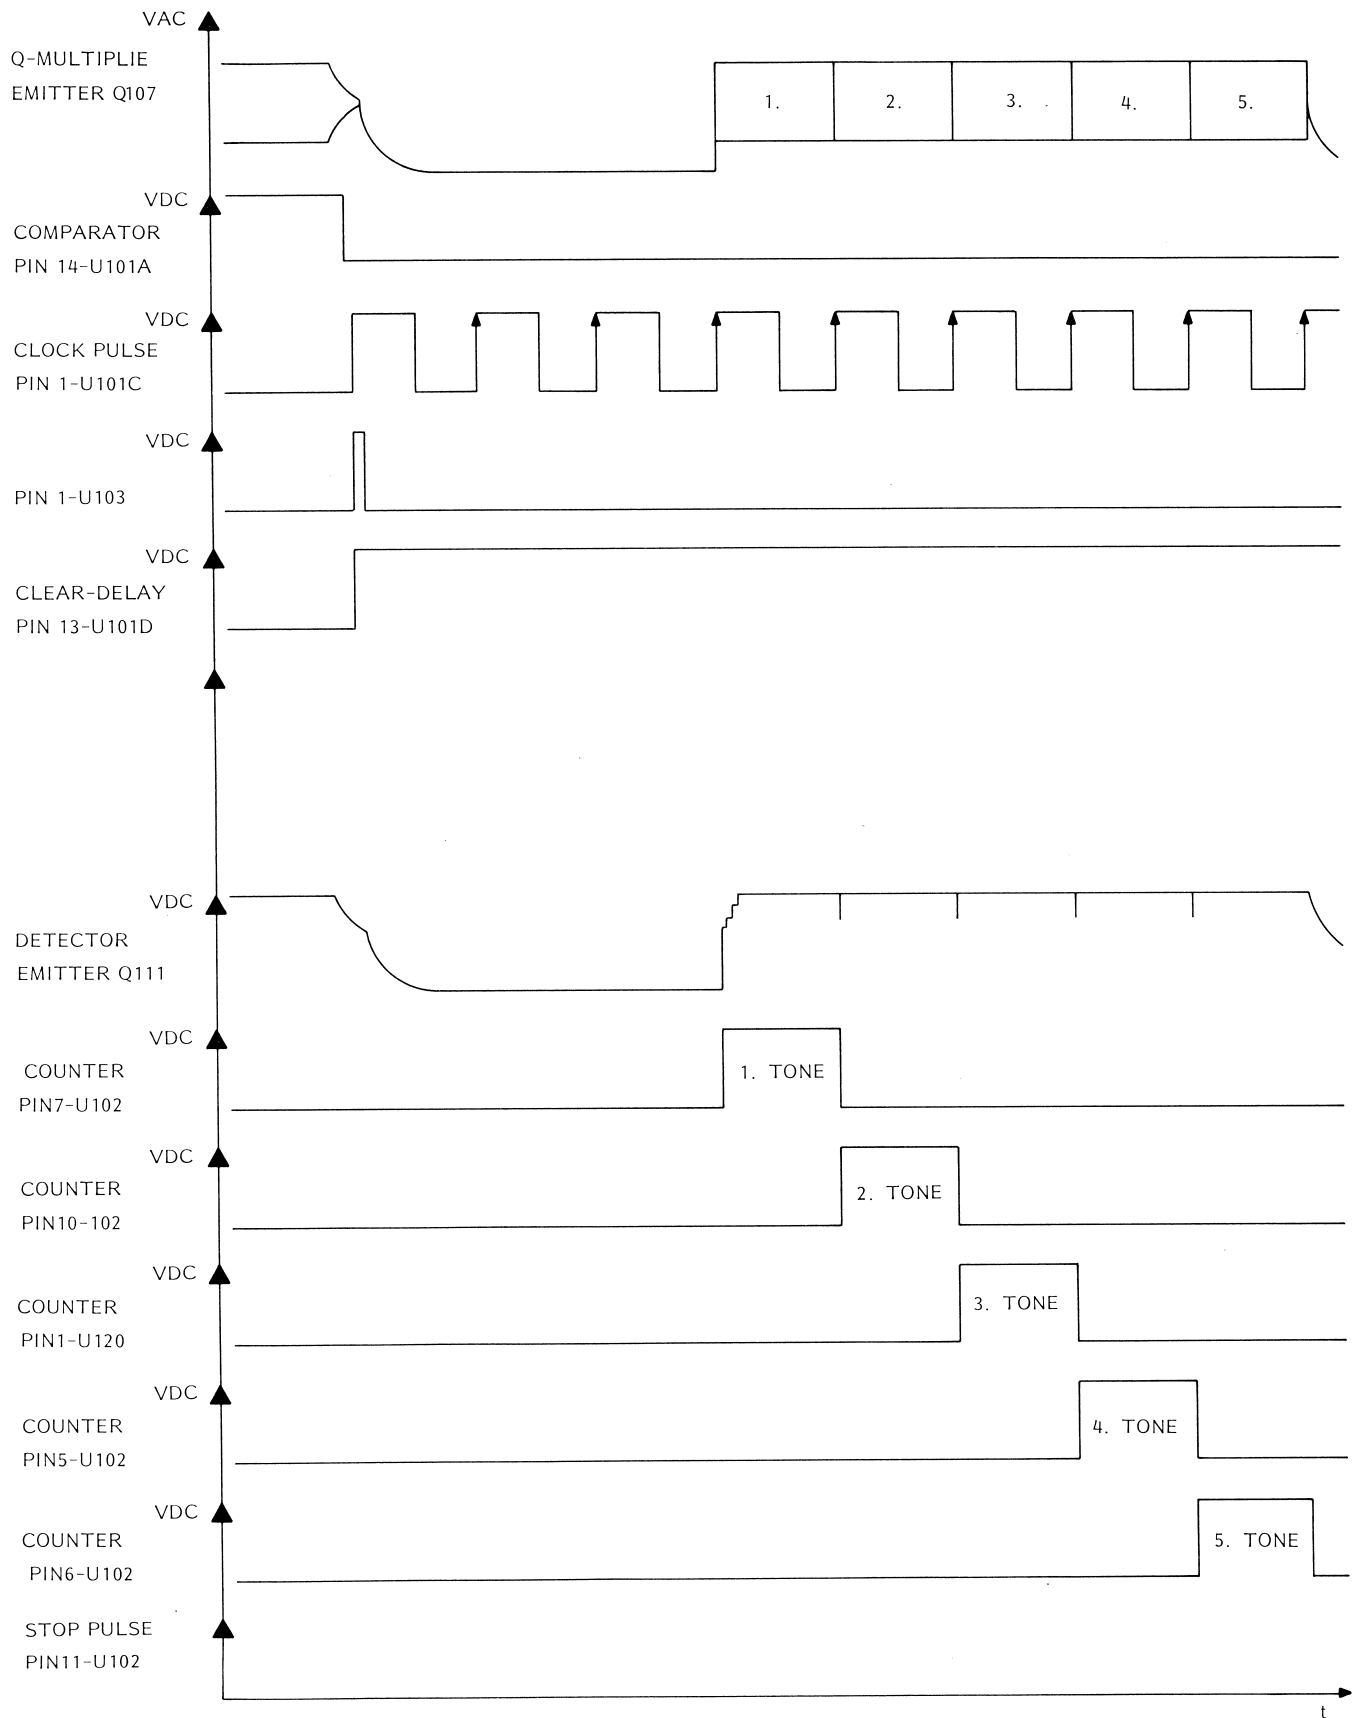 VAC
Q-MULTIPLIE
EMITTER Q107
1. 2. 3. 4. 5.
VDC
COMPARATOR
PIN 14-U101A
VDC
CLOCK PULSE
PIN 1-U101C
VDC
PIN 1-U103
VDC
CLEAR-DELAY
PIN 13-U101D
VDC
DETECTOR
EMITTER Q111
VDC
COUNTER
1. TONE
PIN7-U102
VDC
COUNTER
2. TONE
PIN10-102
VDC
COUNTER
3. TONE
PIN1-U120
VDC
COUNTER
4. TONE
PIN5-U102
VDC
COUNTER
5. TONE
PIN6-U102
STOP PULSE
PIN11-U102
t